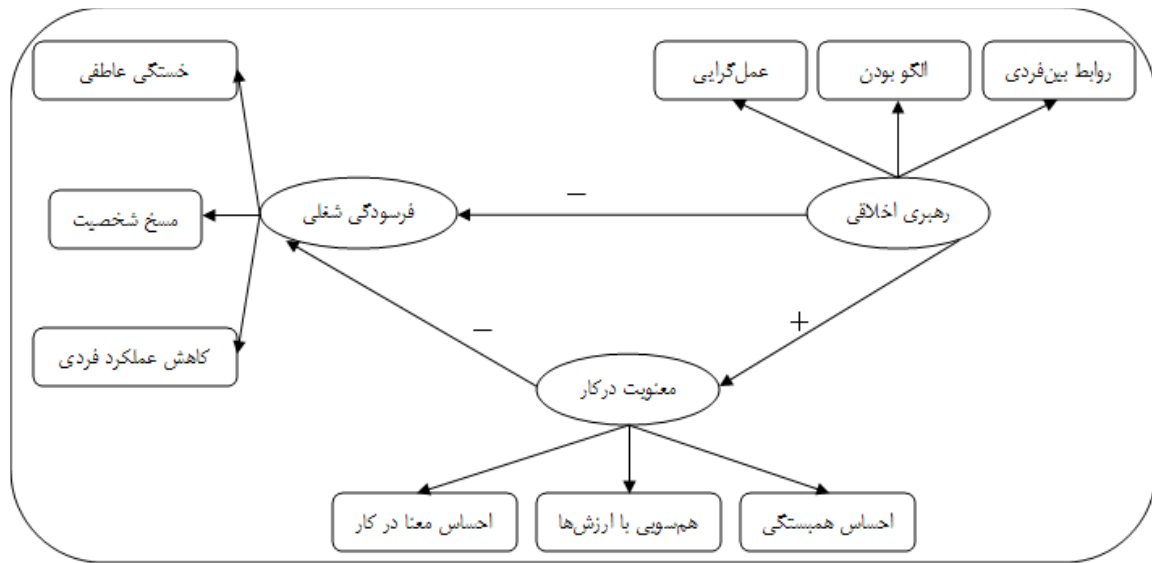 روابط بین‌فردی
الگو بودن
عمل‌گرایی
خستگی عاطفی
رهبری اخلاقی
–
فرسودگی شغلی
مسخ شخصیت
+
–
کاهش عملکرد فردی
معنویت درکار
احساس همبستگی
هم‌سویی با ارزش‌ها
احساس معنا در کار